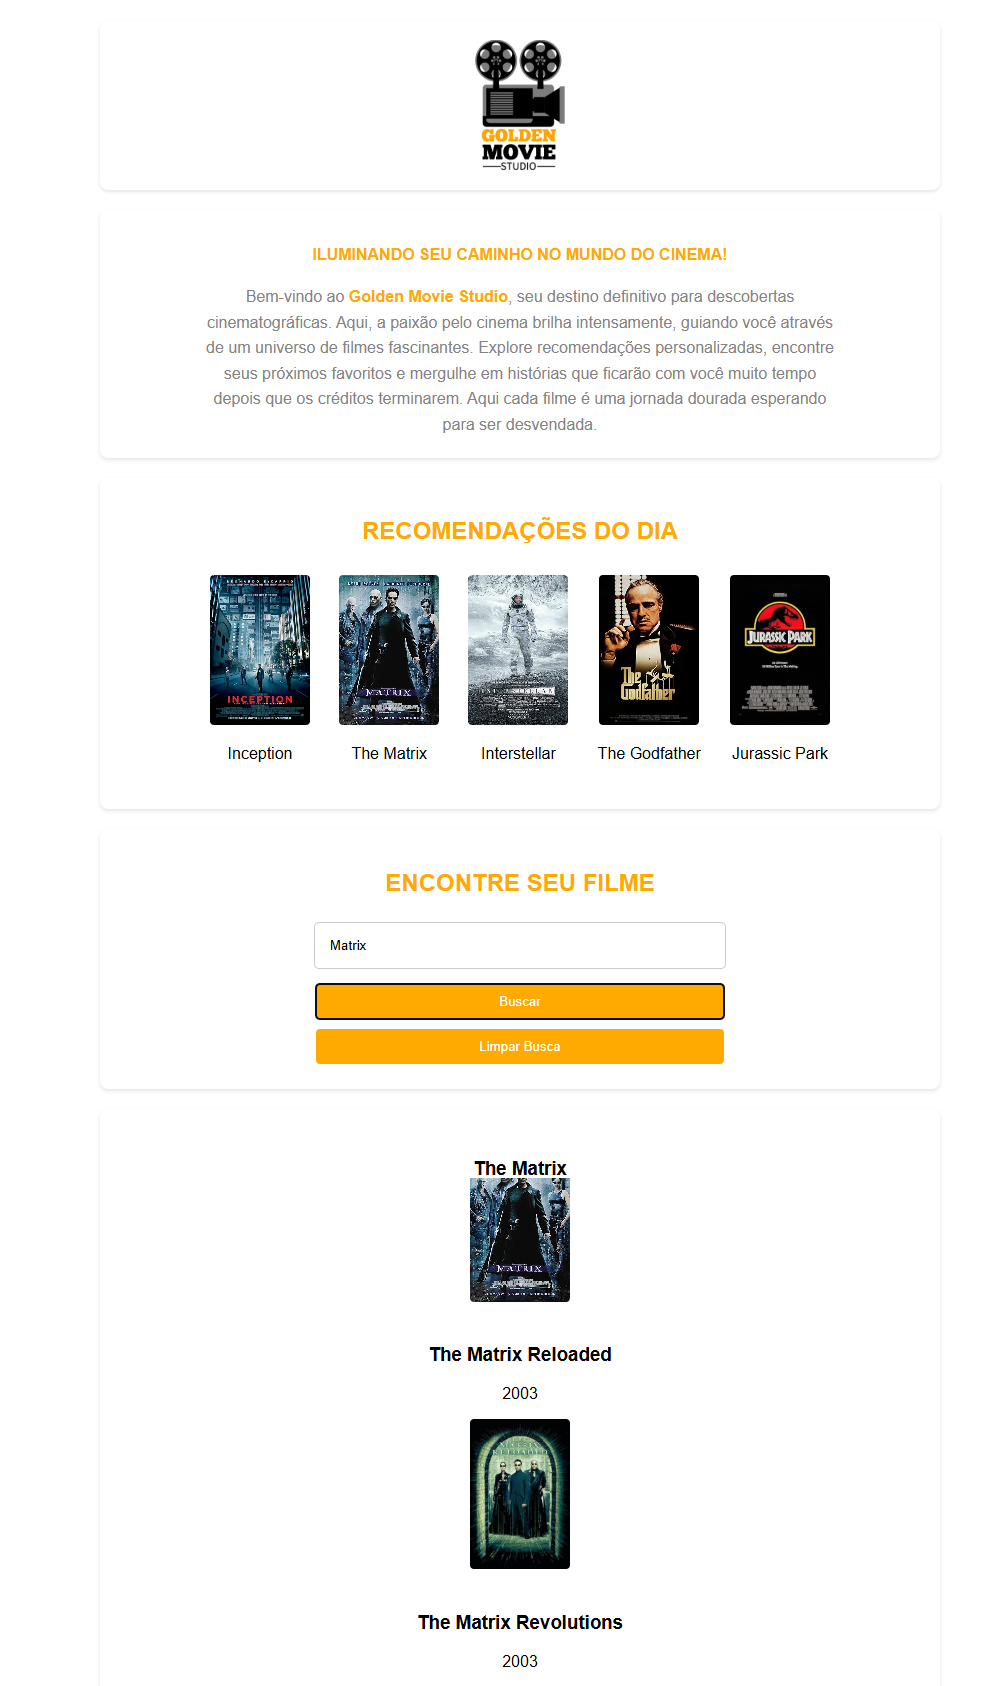 GOLDEN
MOVIE
STUDIO
ILUMINANDO SEU CAMINHO NO MUNDO DO CINEMA!
Bem-vindo ao Golden Movie Studio, seu destino definitivo para descobertas
cinematográficas. Aqui, a paixão pelo cinema brilha intensamente, guiando você através
de um universo de filmes fascinantes. Explore recomendações personalizadas, encontre
seus próximos favoritos e mergulhe em histórias que ficarão com você muito tempo
depois que os créditos terminarem. Aqui cada filme é uma jornada dourada esperando
para ser desvendada.
RECOMENDAÇÕES DO DIA
INCEPTION
MATRIX
INTERSTELLAR
The
Godfather
JURASSIC PARK
Inception
The Matrix
Interstellar
The Godfather
Jurassic Park
ENCONTRE SEU FILME
Matrix
Buscar
Limpar Busca
The Matrix
MATRIX
The Matrix Reloaded
2003
MATRIX
RELOADED
The Matrix Revolutions
2003